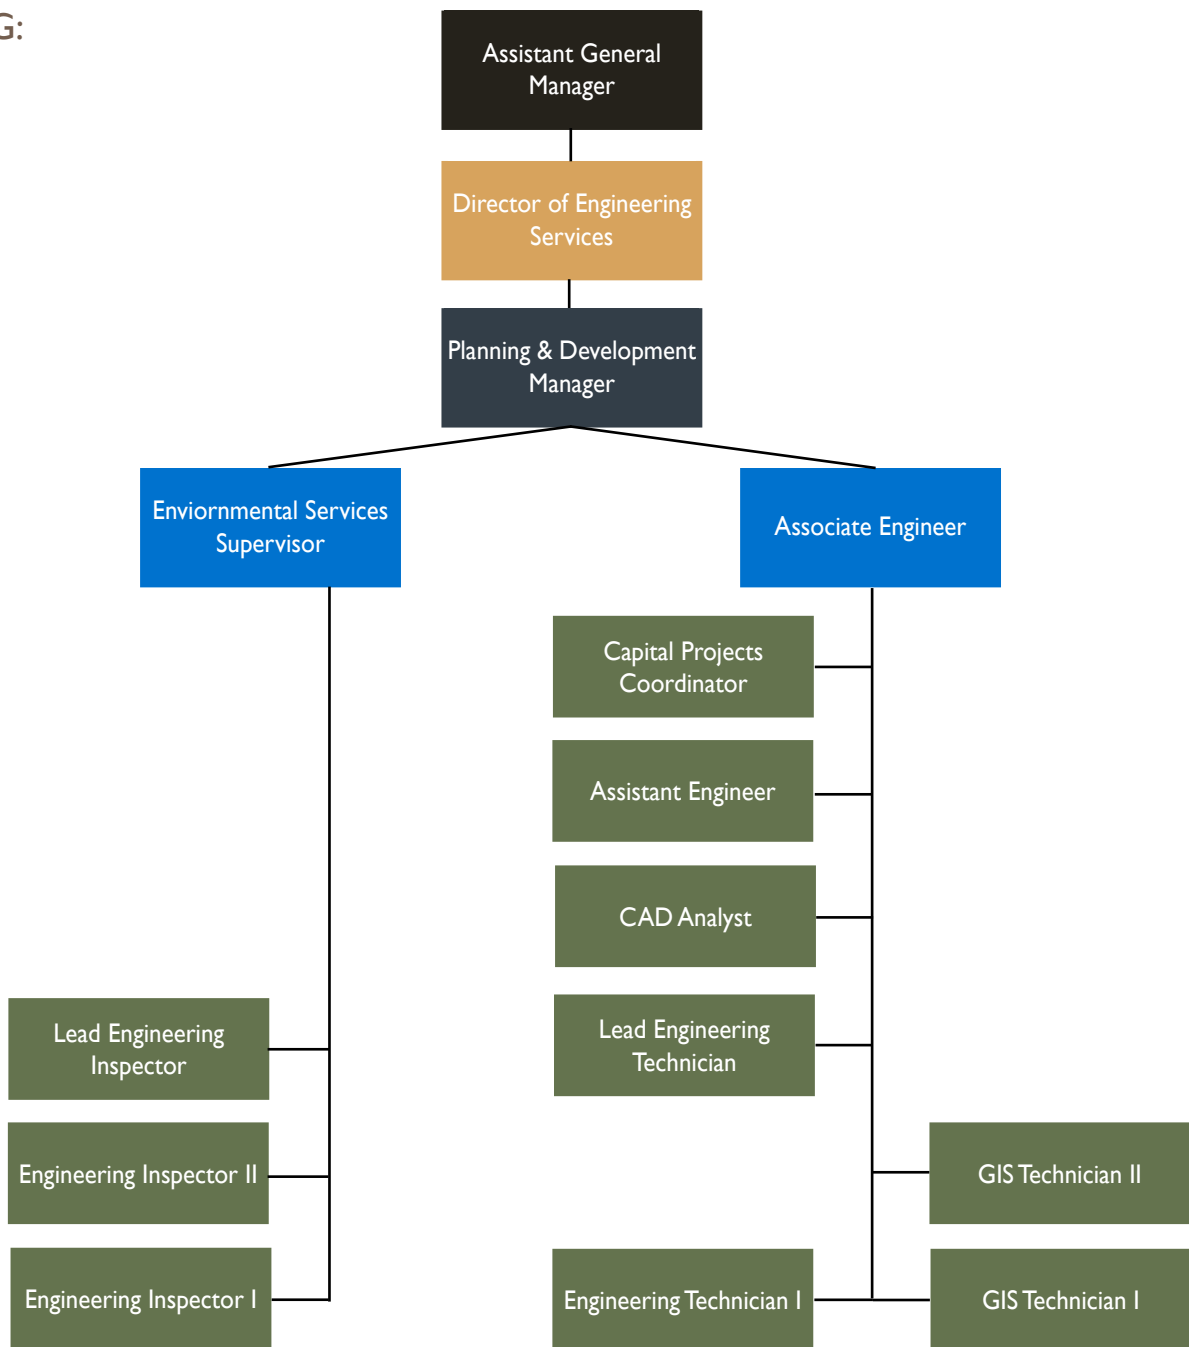 G:
Assistant General
Manager
Director of Engineering
Services
Planning & Development
Manager
Enviornmental Services
Supervisor
Associate Engineer
Capital Projects
Coordinator
Assistant Engineer
CAD Analyst
Lead Engineering
Inspector
Lead Engineering
Technician
Engineering Inspector II
GIS Technician II
Engineering Inspector I
Engineering Technician I
GIS Technician I